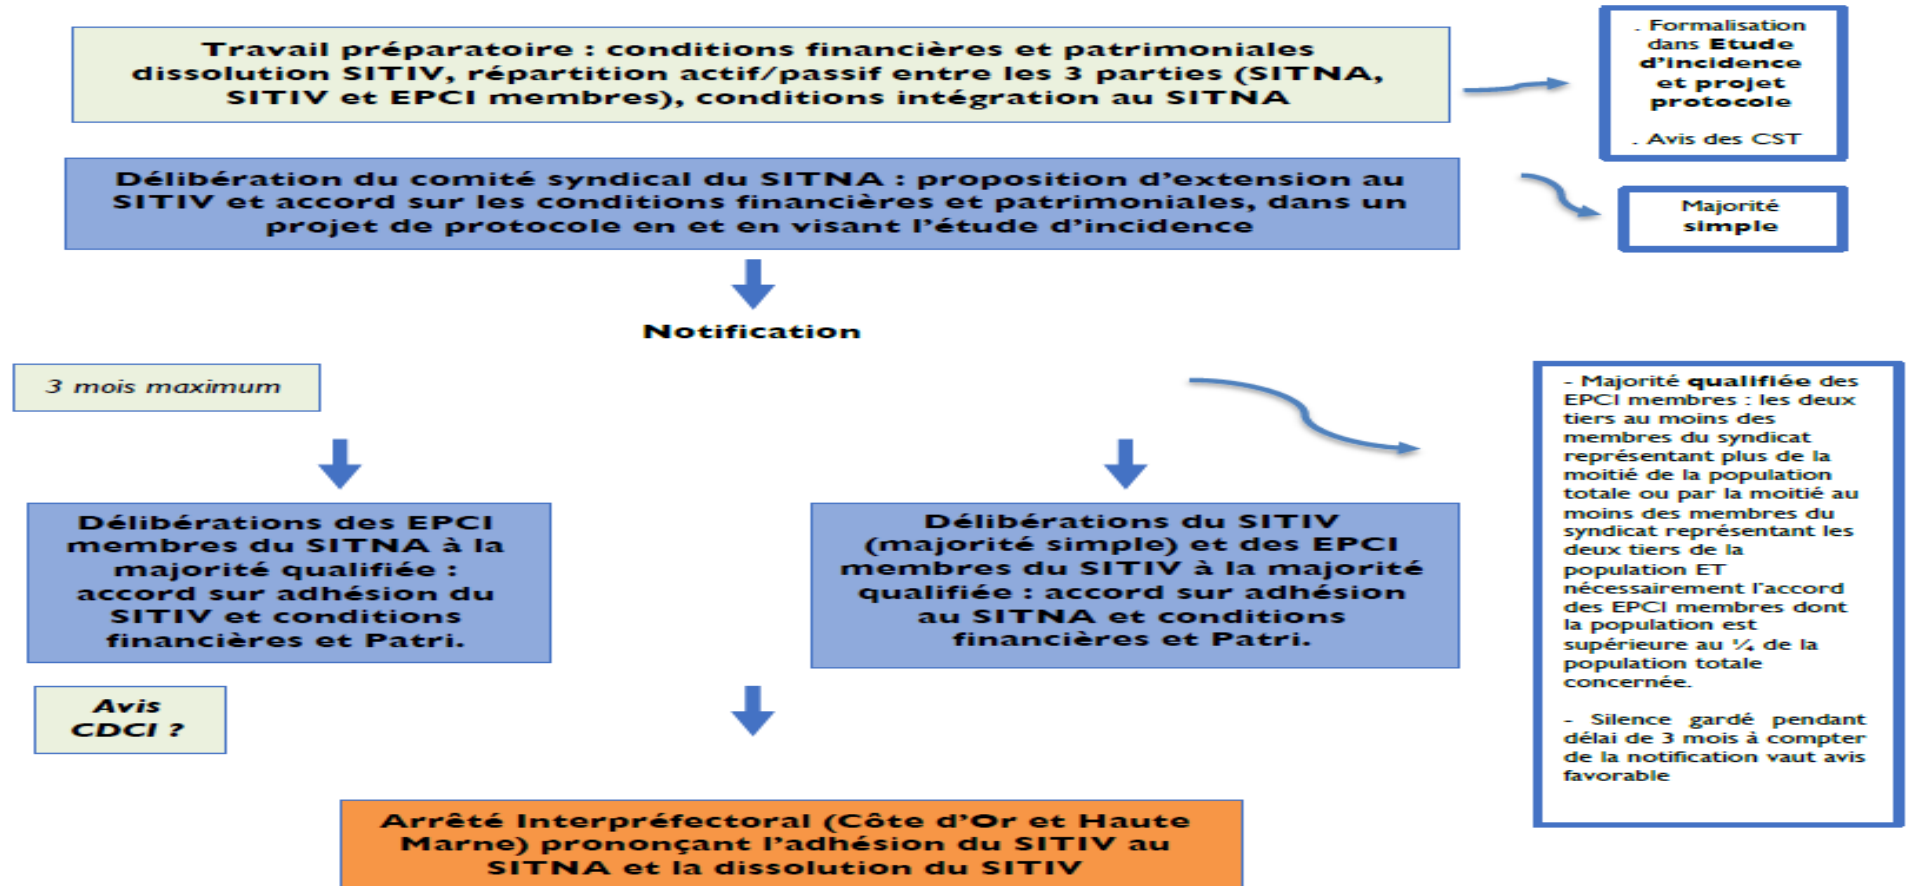 Travail préparatoire : conditions financières et patrimoniales
dissolution SITIV, répartition actif/passif entre les 3 parties (SITNA,
SITIV et EPCI membres), conditions intégration au SITNA
. Formalisation
dans Etude
d'incidence
et projet
protocole
. Avis des CST
Délibération du comité syndical du SITNA : proposition d'extension au
SITIV et accord sur les conditions financières et patrimoniales, dans un
projet de protocole en et en visant l'étude d'incidence
Majorité
simple
Notification
3 mois maximum
- Majorité qualifiée des
EPCI membres : les deux
tiers au moins des
membres du syndicat
représentant plus de la
moitié de la population
totale ou par la moitié au
moins des membres du
syndicat représentant les
deux tiers de la
population ET
nécessairement l'accord
des EPCI membres dont
la population est
supérieure au ¼ de la
population totale
concernée.
- Silence gardé pendant
délai de 3 mois à compter
de la notification vaut avis
favorable
Délibérations des EPCI
membres du SITNA à la
majorité qualifiée :
accord sur adhésion du
SITIV et conditions
financières et Patri.
Délibérations du SITIV
(majorité simple) et des EPCI
membres du SITIV à la majorité
qualifiée : accord sur adhésion
au SITNA et conditions
financières et Patri.
Avis
CDCI ?
Arrêté Interpréfectoral (Côte d'Or et Haute
Marne) prononçant l'adhésion du SITIV au
SITNA et la dissolution du SITIV